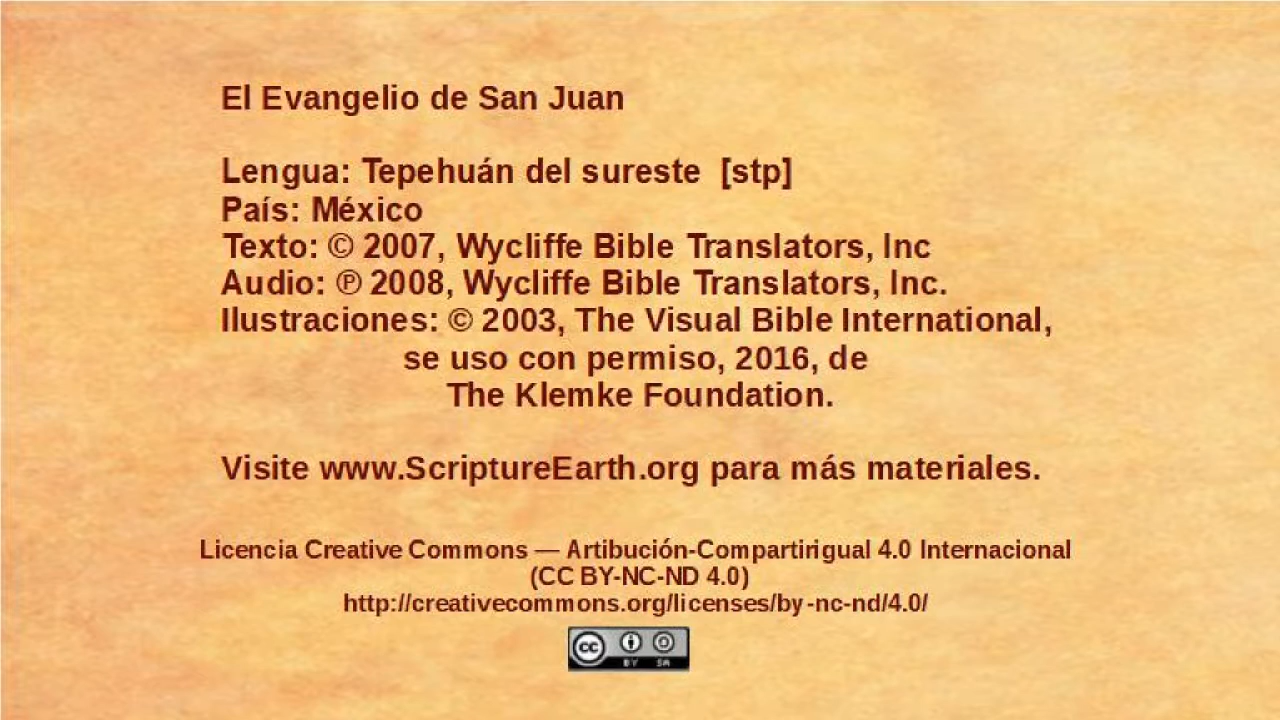 El Evangelio de San Juan
Lengua: Tepehuán del sureste [stp]
País: México
Texto: © 2007, Wycliffe Bible Translators, Inc
Audio: ℗ 2008, Wycliffe Bible Translators, Inc.
Ilustraciones: © 2003, The Visual Bible International,
se uso con permiso, 2016, de
The Klemke Foundation.
Visite www.ScriptureEarth.org para más materiales.
Licencia Creative Commons — Artibución-Compartirigual 4.0 Internacional
(CC BY-NC-ND 4.0)
http://creativecommons.org/licenses/by-nc-nd/4.0/
cc BY SA